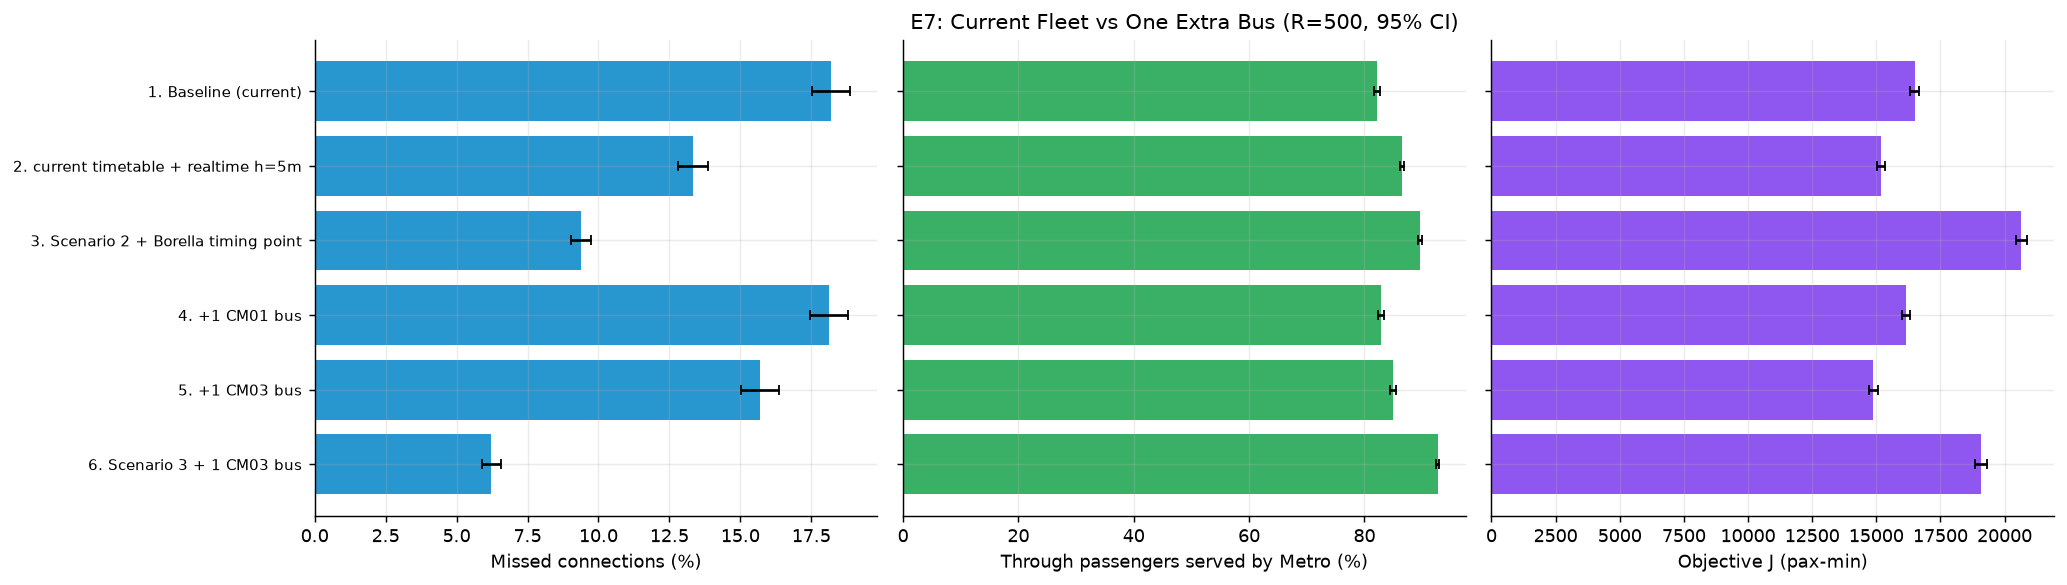 E7: Current Fleet vs One Extra Bus (R=500, 95% CI)
1. Baseline (current)
2. current timetable + realtime h=5m
3. Scenario 2 + Borella timing point
4. +1 CM01 bus
5. +1 CM03 bus
6. Scenario 3 + 1 CM03 bus
0.0 2.5 5.0 7.5 10.0 12.5 15.0 17.5
Missed connections (%)
0 20 40 60 80
Through passengers served by Metro (%)
0 2500 5000 7500 10000 12500 15000 17500 20000
Objective J (pax-min)